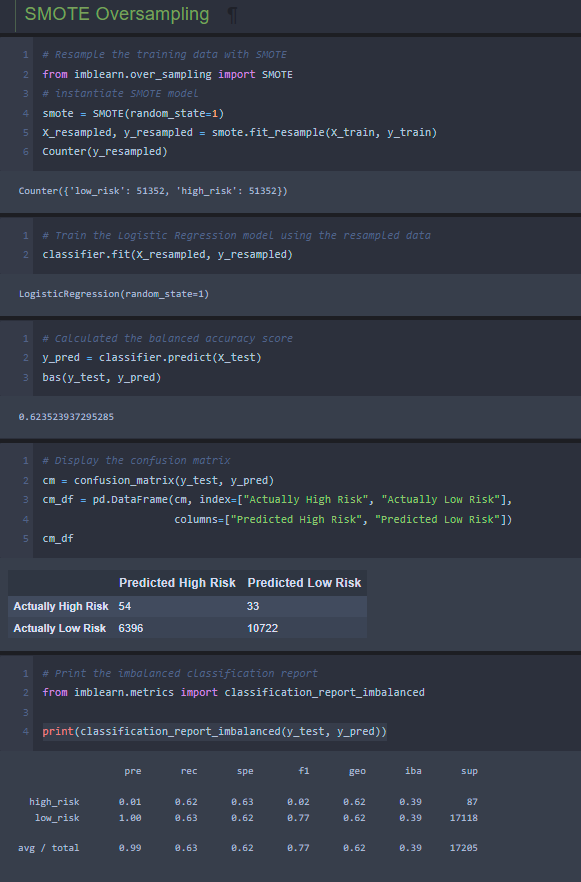 SMOTE Oversampling ¶
1 # Resample the training data with SMOTE
2 from imblearn.over_sampling import SMOTE
3 # instantiate SMOTE model
4 smote = SMOTE(random_state=1)
5 X_resampled, y_resampled = smote.fit_resample(X_train, y_train)
6 Counter(y_resampled)
Counter({'low_risk': 51352, 'high_risk': 51352})
1 # Train the Logistic Regression model using the resampled data
2 classifier.fit(X_resampled, y_resampled)
LogisticRegression(random_state=1)
1 # Calculated the balanced accuracy score
2 y_pred = classifier.predict(X_test)
3 bas(y_test, y_pred)
0.623523937295285
1 # Display the confusion matrix
2 cm = confusion_matrix(y_test, y_pred)
3 cm_df = pd.DataFrame(cm, index=["Actually High Risk", "Actually Low Risk"],
4 columns=["Predicted High Risk", "Predicted Low Risk"])
5 cm_df
Predicted High Risk Predicted Low Risk
Actually High Risk 54 33
Actually Low Risk 6396 10722
1 # Print the imbalanced classification report
2 from imblearn.metrics import classification_report_imbalanced
3
4 print(classification_report_imbalanced(y_test, y_pred))
pre rec spe f1 geo iba sup
high_risk 0.01 0.62 0.63 0.02 0.62 0.39 87
low_risk 1.00 0.63 0.62 0.77 0.62 0.39 17118
avg / total 0.99 0.63 0.62 0.77 0.62 0.39 17205